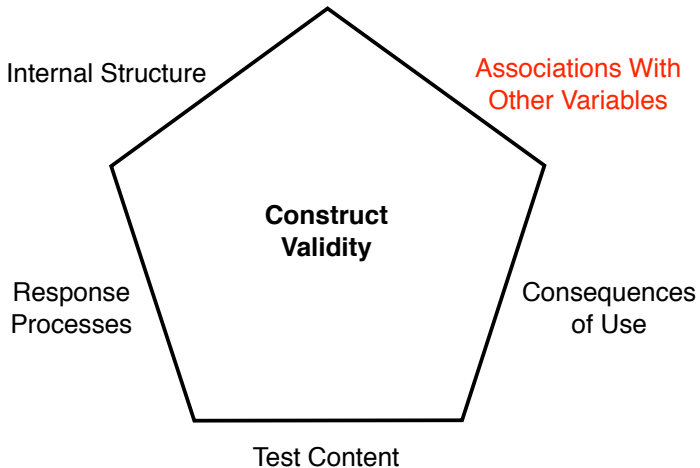 Internal Structure
Associations With
Other Variables
Construct
Validity
Response
Processes
Consequences
of Use
Test Content